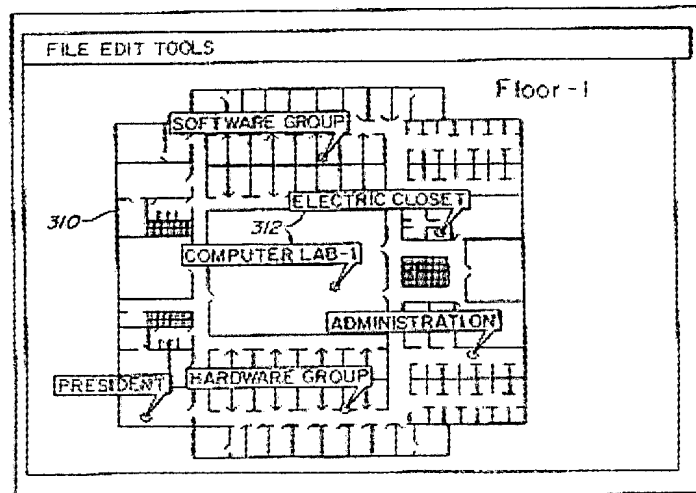 FILE EDIT TOOLS
Floor-1
SOFTWARE GROUP
ELECTRIC CLOSET
310
312
COMPUTER LAB-1
ADMINISTRATION
HARDWARE GROUP
PRESIDENT